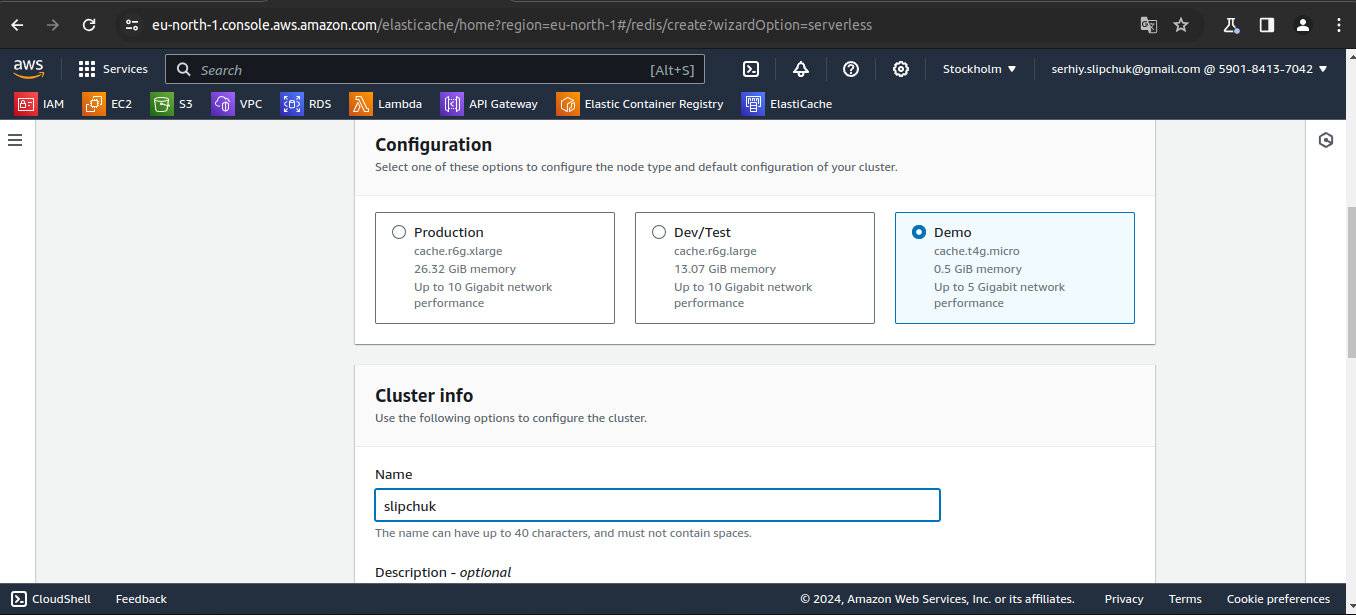 eu-north-1.console.aws.amazon.com/elasticache/home?region=eu-north-1#/redis/create?wizardOption=serverless
aws
Services
Search
[Alt+S]
Stockholm
serhiy.slipchuk@gmail.com @ 5901-8413-7042
IAM
EC2
S3
VPC
RDS
Lambda
API Gateway
Elastic Container Registry
ElastiCache
Configuration
Select one of these options to configure the node type and default configuration of your cluster.
Production
cache.r6g.xlarge
26.32 GiB memory
Up to 10 Gigabit network
performance
Dev/Test
cache.r6g.large
13.07 GiB memory
Up to 10 Gigabit network
performance
Demo
cache.t4g.micro
0.5 GiB memory
Up to 5 Gigabit network
performance
Cluster info
Use the following options to configure the cluster.
Name
slipchuk
The name can have up to 40 characters, and must not contain spaces.
Description - optional
CloudShell
Feedback
© 2024, Amazon Web Services, Inc. or its affiliates.
Privacy
Terms
Cookie preferences